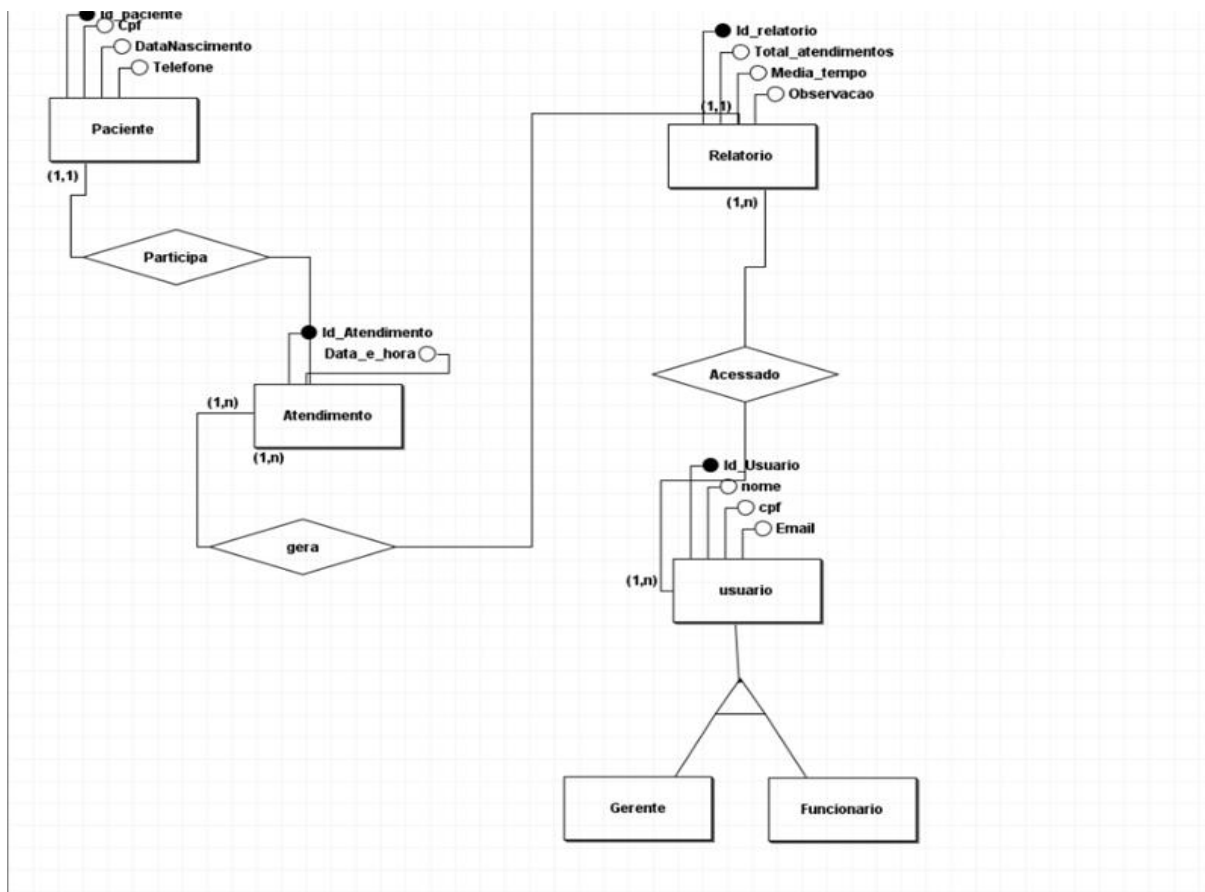 Id_paciente
Cpf
DataNascimento
Telefone
Paciente
(1,1)
Participa
Id_Atendimento
Data_e_hora
(1,n)
Atendimento
(1,n)
gera
Id_relatorio
Total_atendimentos
Media_tempo
Observacao
(1,1)
Relatorio
(1,n)
Acessado
Id_Usuario
nome
cpf
Email
(1,n)
usuario
Gerente
Funcionario